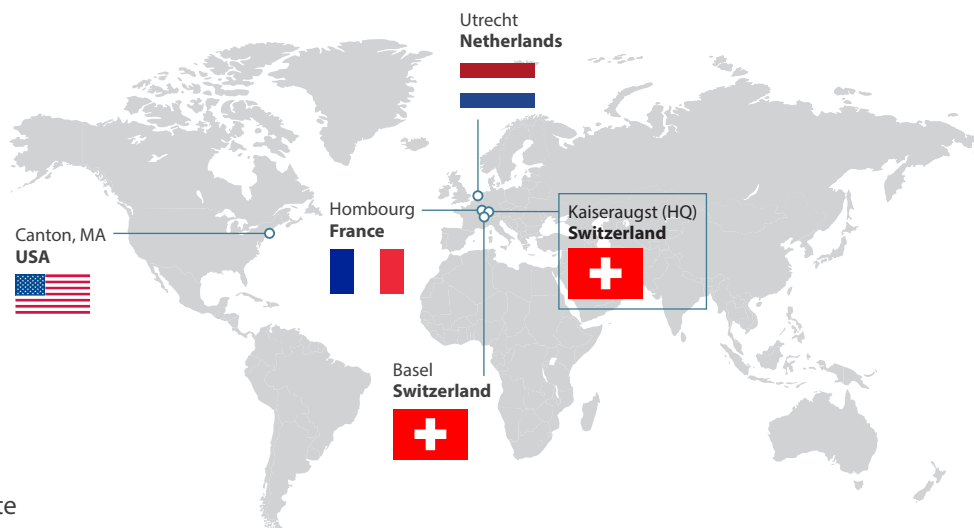 Utrecht
Netherlands
Hombourg
France
Kaiseraugst (HQ)
Switzerland
Canton, MA
USA
Basel
Switzerland